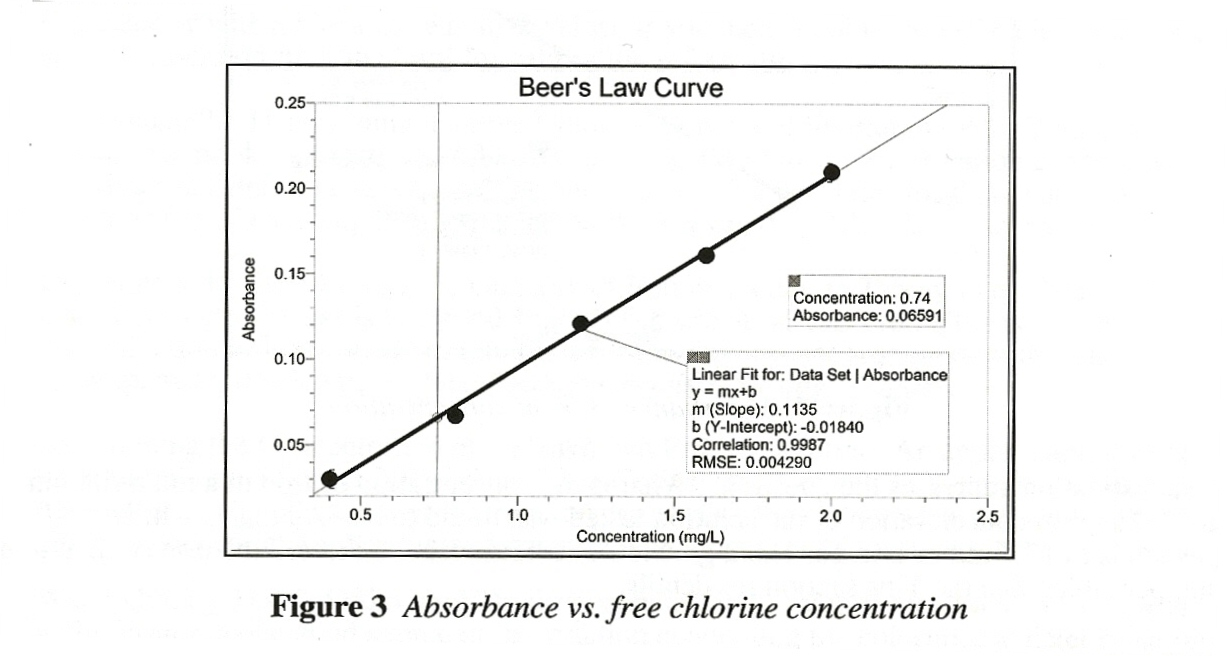 Beer's Law Curve
0.25
0.20
0.15
0.10
0.05
Absorbance
Concentration: 0.74
Absorbance: 0.06591
Linear Fit for: Data Set | Absorbance
y = mx+b
m (Slope): 0.1135
b (Y-Intercept): -0.01840
Correlation: 0.9987
RMSE: 0.004290
0.5 1.0 1.5 2.0 2.5
Concentration (mg/L)
Figure 3 Absorbance vs. free chlorine concentration